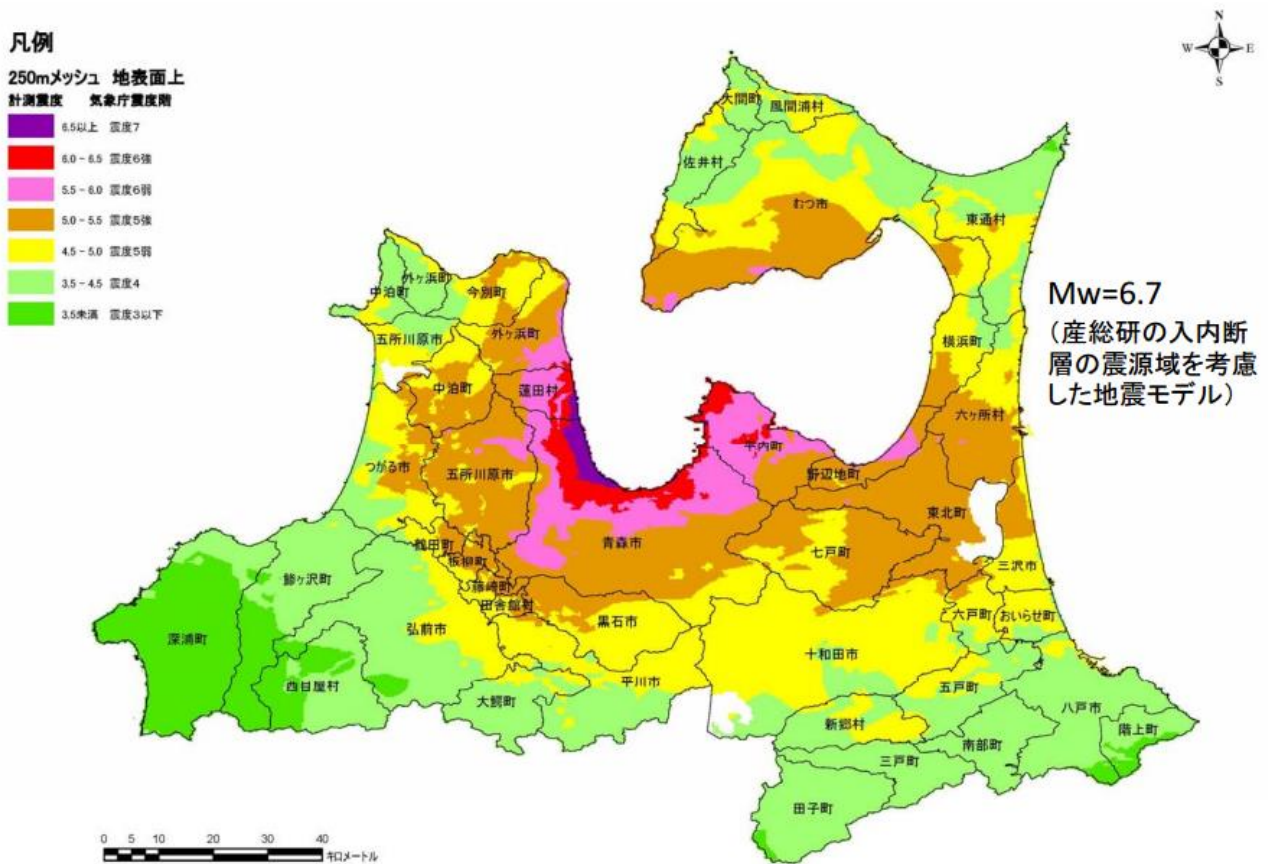 凡例
250mメッシュ 地表面上
計測震度 気象庁震度階
6.5以上 震度7
6.0 - 6.5 震度6強
5.5 - 6.0 震度6弱
5.0 - 5.5 震度5強
4.5 - 5.0 震度5弱
3.5 - 4.5 震度4
3.5未満 震度3以下
N
W
E
S
大間町
風間浦村
佐井村
むつ市
東通村
外ヶ浜町
中泊町
今別町
五所川原市
外ヶ浜町
横浜町
中泊町
蓬田村
六ヶ所村
平内町
つがる市
五所川原市
野辺地町
東北町
青森市
七戸町
鶴田町
板柳町
三沢市
鯵ヶ沢町
藤崎町
田舎館村
六戸町
おいらせ町
黒石市
弘前市
深浦町
十和田市
平川市
西目屋村
五戸町
大鰐町
八戸市
新郷村
階上町
南部町
三戸町
田子町
Mw=6.7
(産総研の入内断
層の震源域を考慮
した地震モデル)
0 5 10 20 30 40
キロメートル